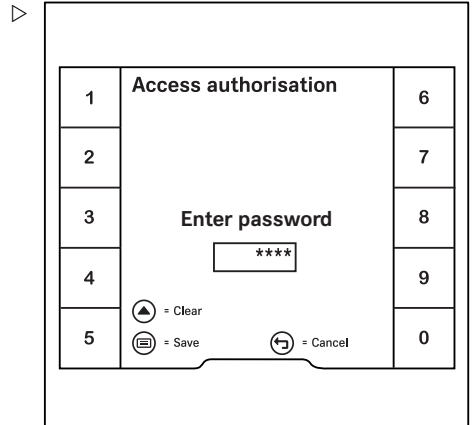 Access authorisation
1
6
2
7
3
Enter password
8
****
4
9
= Clear
5
= Save
= Cancel
0